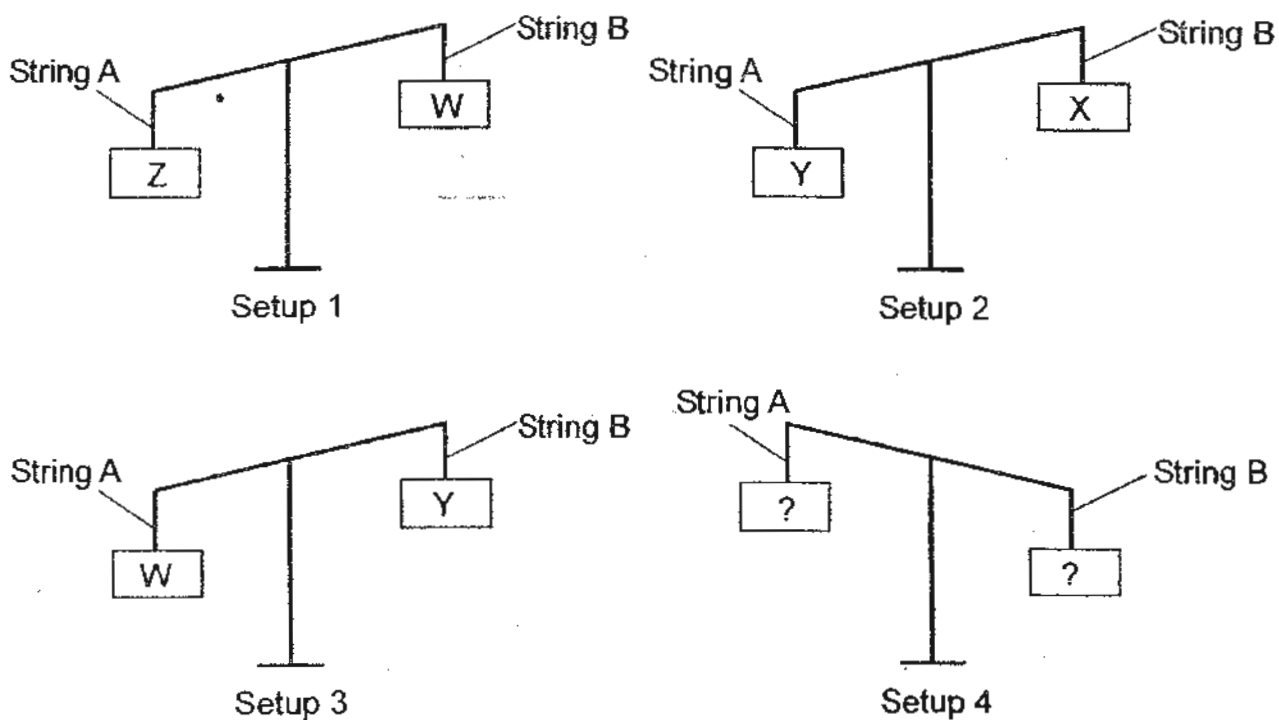 String A
String B
Z
W
Setup 1
String A
String B
Y
X
Setup 2
String A
String B
W
Y
Setup 3
String A
String B
?
?
Setup 4